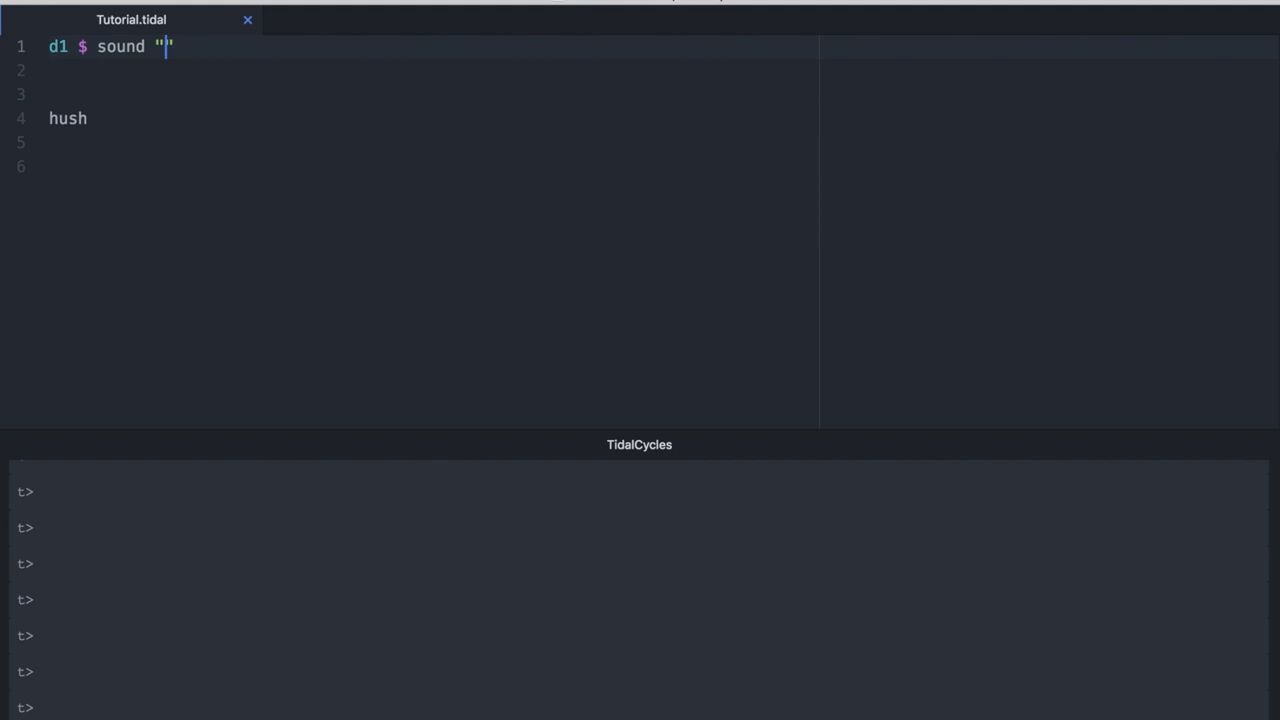 Tutorial.tidal ×
1 d1 $ sound ""
2
3
4 hush
5
6
TidalCycles
t>
t>
t>
t>
t>
t>
t>